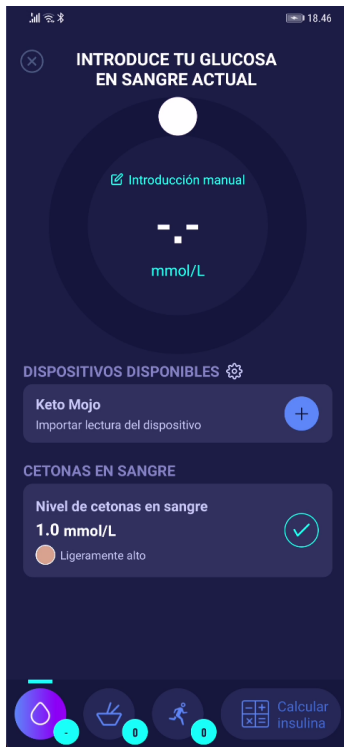 18.46
INTRODUCE TU GLUCOSA
EN SANGRE ACTUAL
Introducción manual
-.-
mmol/L
DISPOSITIVOS DISPONIBLES
Keto Mojo
Importar lectura del dispositivo
CETONAS EN SANGRE
Nivel de cetonas en sangre
1.0 mmol/L
Ligeramente alto
-
0
0
Calcular
insulina